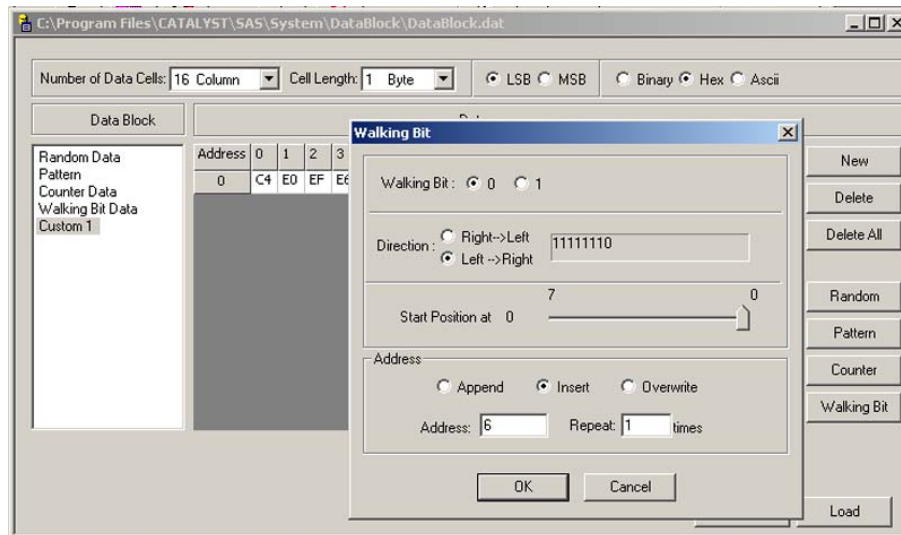 C:\Program Files\CATALYST\SAS\System\DataBlock\DataBlock.dat
Number of Data Cells: 16 Column Cell Length: 1 Byte LSB MSB Binary Hex Ascii
Data Block
Random Data
Pattern
Counter Data
Walking Bit Data
Custom 1
Address 0 1 2 3
0 C4 E0 EF E6
Walking Bit
Walking Bit : 0 1
Direction : Right-->Left
Left -->Right
11111110
7 0
Start Position at 0
Address
Append Insert Overwrite
Address: 6 Repeat: 1 times
OK Cancel
New
Delete
Delete All
Random
Pattern
Counter
Walking Bit
Load